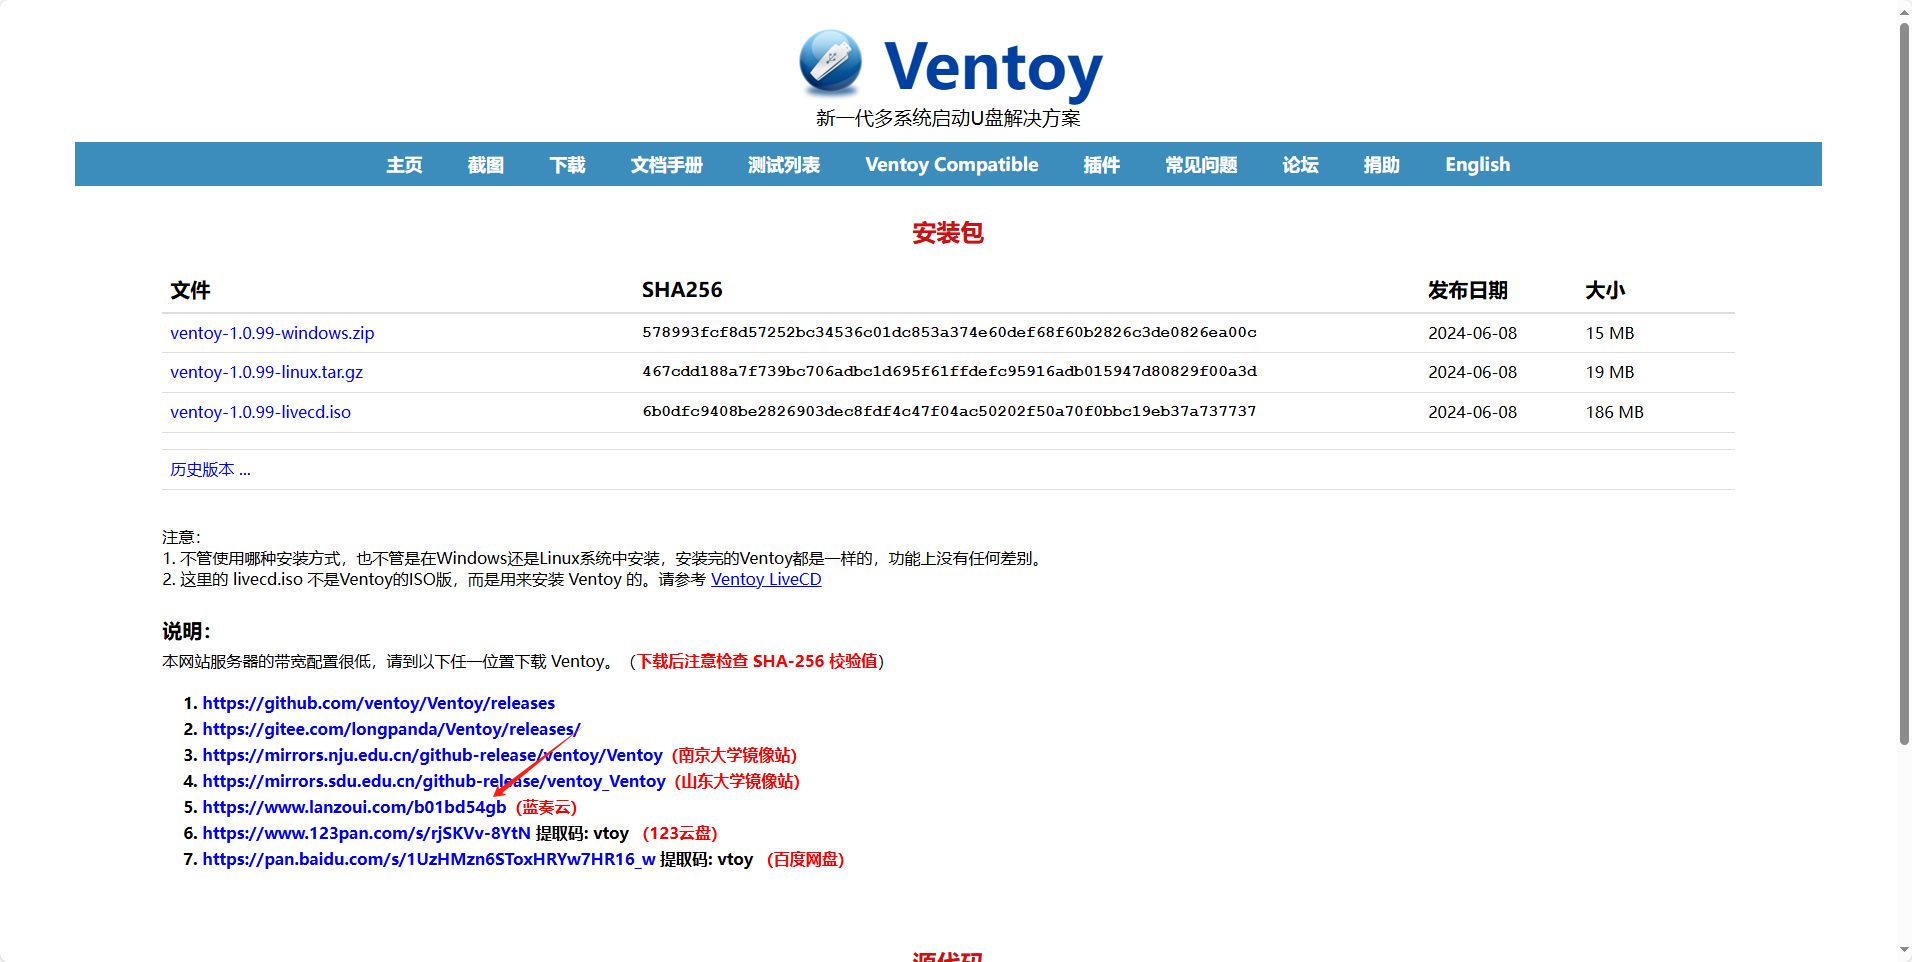 Ventoy
新一代多系统启动U盘解决方案
主页 截图 下载 文档手册 测试列表 Ventoy Compatible 插件 常见问题 论坛 捐助 English
安装包
文件 SHA256 发布日期 大小
ventoy-1.0.99-windows.zip 578993fcf8d57252bc34536c01dc853a374e60def68f60b2826c3de0826ea00c 2024-06-08 15 MB
ventoy-1.0.99-linux.tar.gz 467cdd188a7f739bc706adbc1d695f61ffdefc95916adb015947d80829f00a3d 2024-06-08 19 MB
ventoy-1.0.99-livecd.iso 6b0dfc9408be2826903dec8fdf4c47f04ac50202f50a70f0bbc19eb37a737737 2024-06-08 186 MB
历史版本 ...
注意：
1. 不管使用哪种安装方式，也不管是在Windows还是Linux系统中安装，安装完的Ventoy都是一样的，功能上没有任何差别。
2. 这里的 livecd.iso 不是Ventoy的ISO版，而是用来安装 Ventoy 的。请参考 Ventoy LiveCD
说明：
本网站服务器的带宽配置很低，请到以下任一位置下载 Ventoy。（下载后注意检查 SHA-256 校验值）
1. https://github.com/ventoy/Ventoy/releases
2. https://gitee.com/longpanda/Ventoy/releases/
3. https://mirrors.nju.edu.cn/github-release/ventoy/Ventoy （南京大学镜像站）
4. https://mirrors.sdu.edu.cn/github-release/ventoy_Ventoy （山东大学镜像站）
5. https://www.lanzoui.com/b01bd54gb （蓝奏云）
6. https://www.123pan.com/s/rjSKVv-8YtN 提取码: vtoy （123云盘）
7. https://pan.baidu.com/s/1UzHMzn6SToxHRYw7HR16_w 提取码: vtoy （百度网盘）
源代码